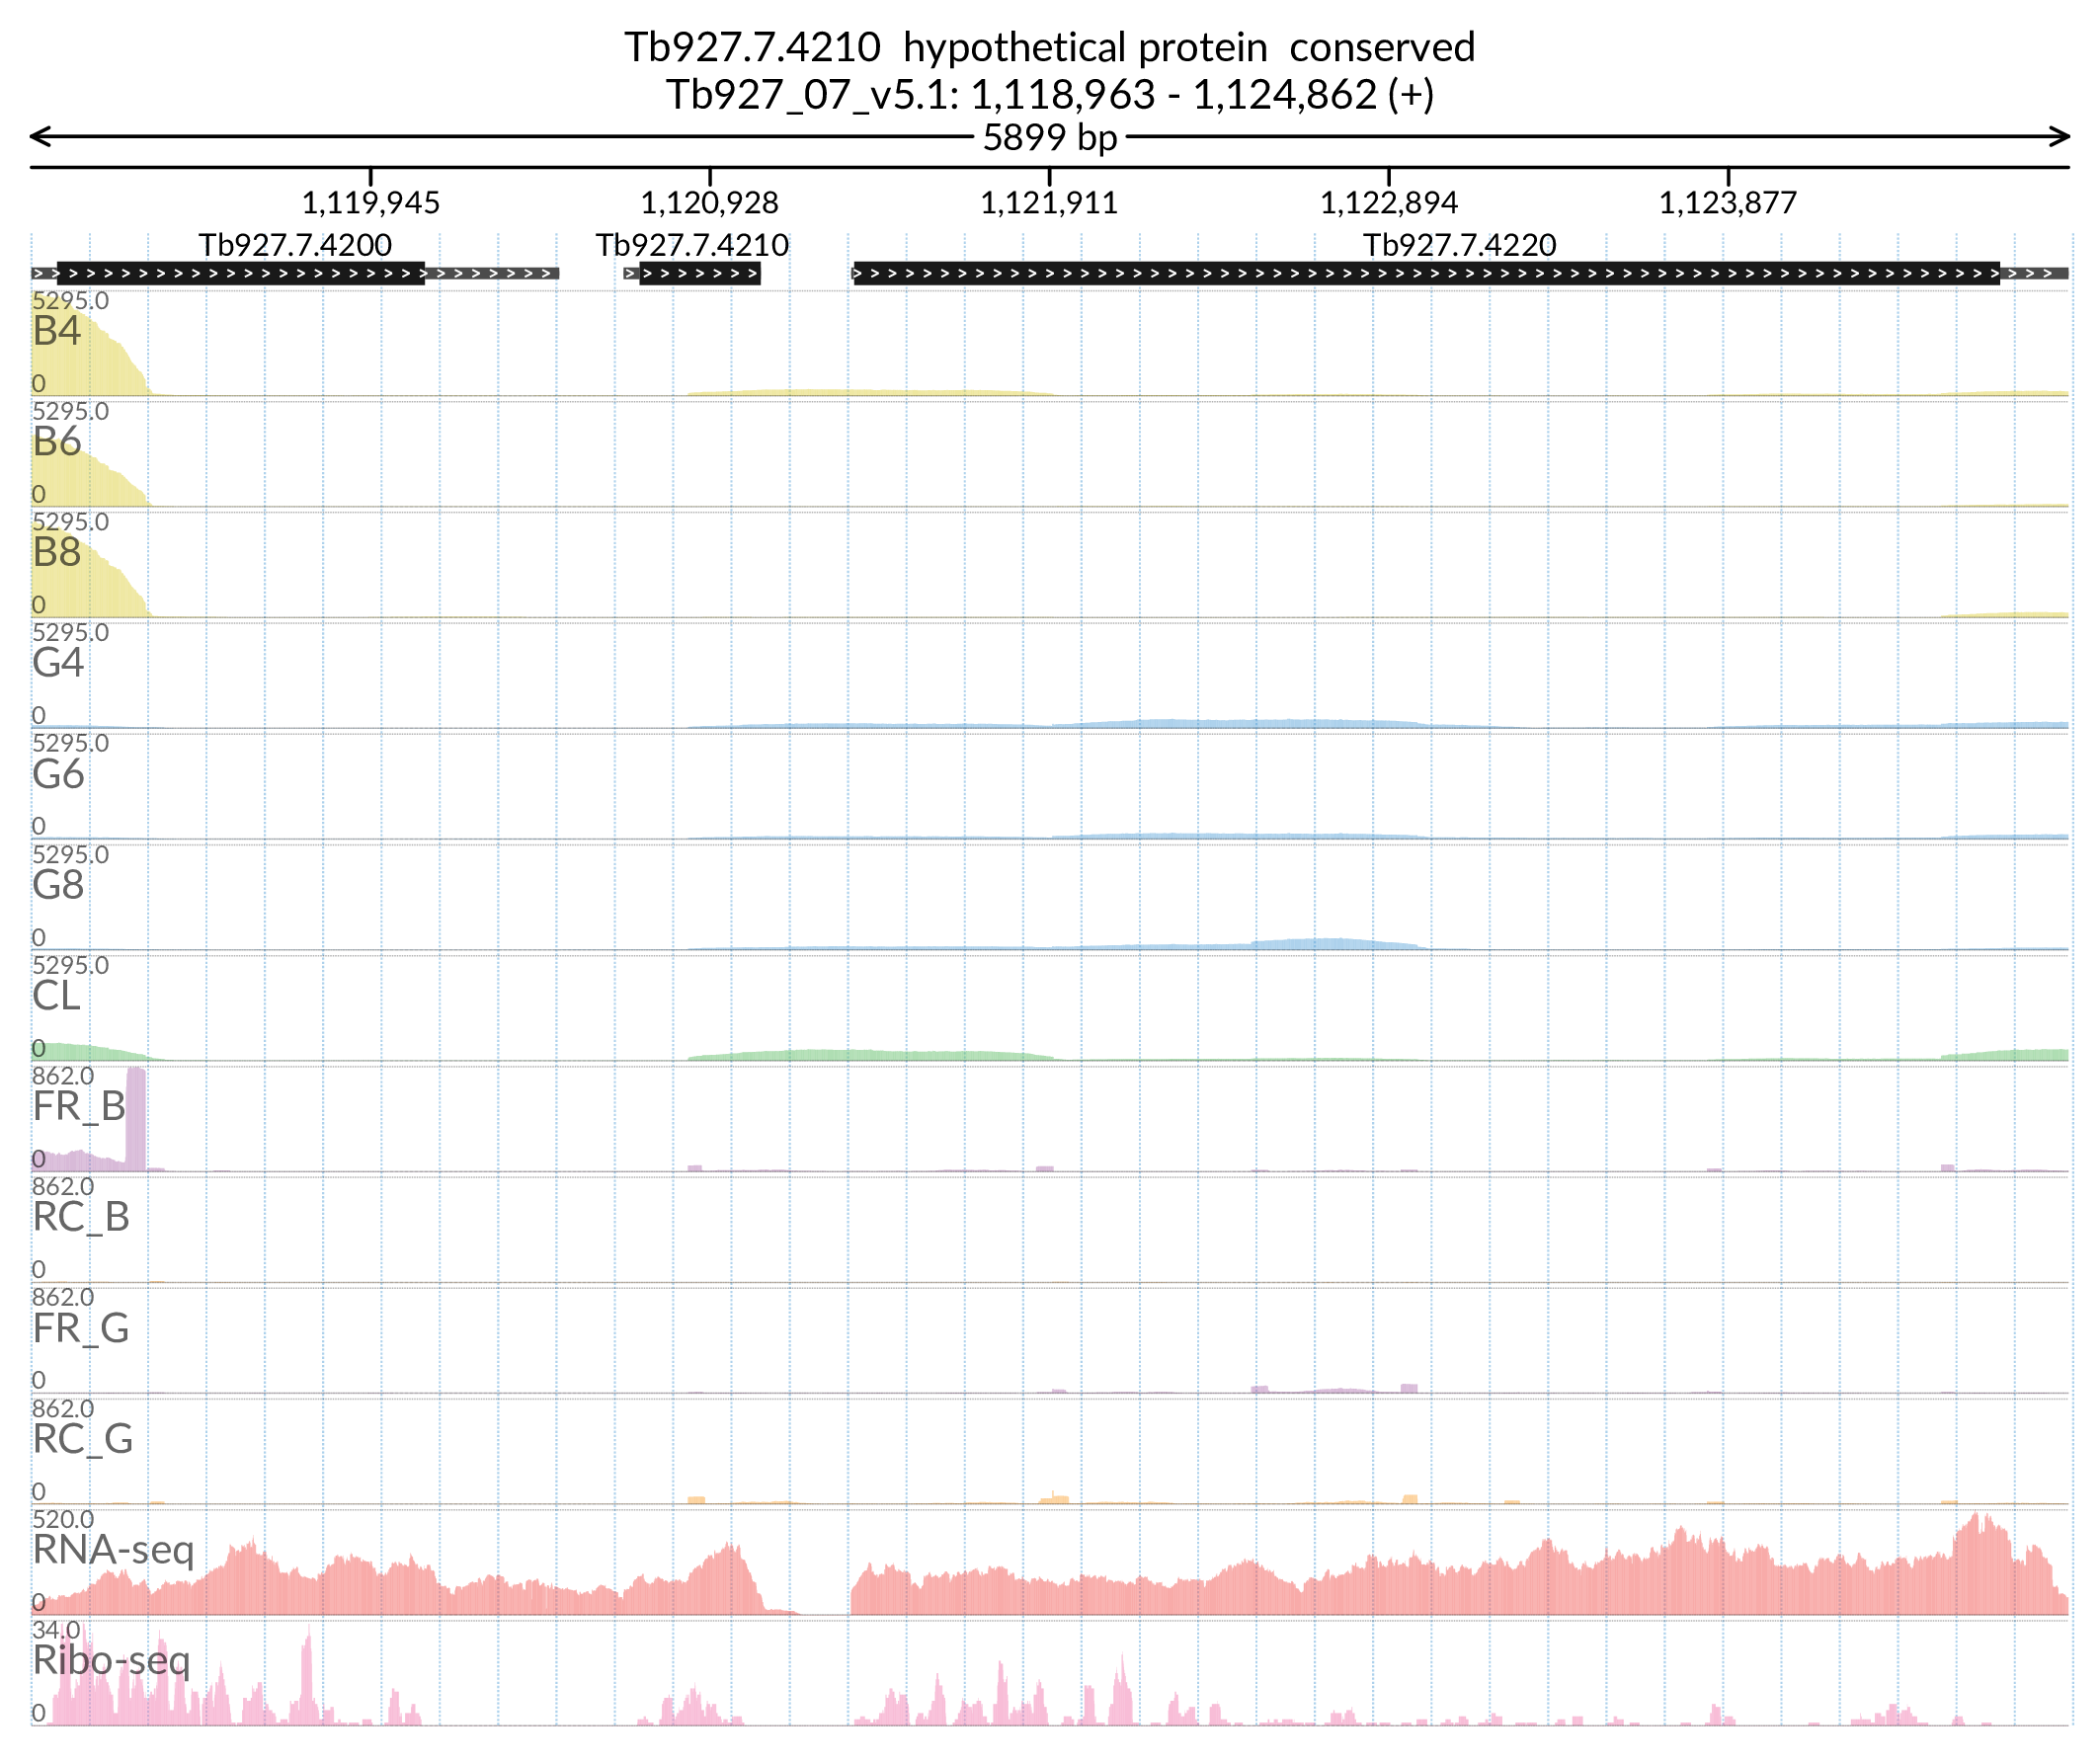 Tb927.7.4210 hypothetical protein conserved
Tb927_07_v5.1: 1,118,963 - 1,124,862 (+)
5899 bp
1,119,945 1,120,928 1,121,911 1,122,894 1,123,877
Tb927.7.4200 Tb927.7.4210 Tb927.7.4220
5295.0
B4
0
5295.0
B6
0
5295.0
B8
0
5295.0
G4
0
5295.0
G6
0
5295.0
G8
0
5295.0
CL
0
862.0
FR_B
0
862.0
RC_B
0
862.0
FR_G
0
862.0
RC_G
0
520.0
RNA-seq
0
34.0
Ribo-seq
0